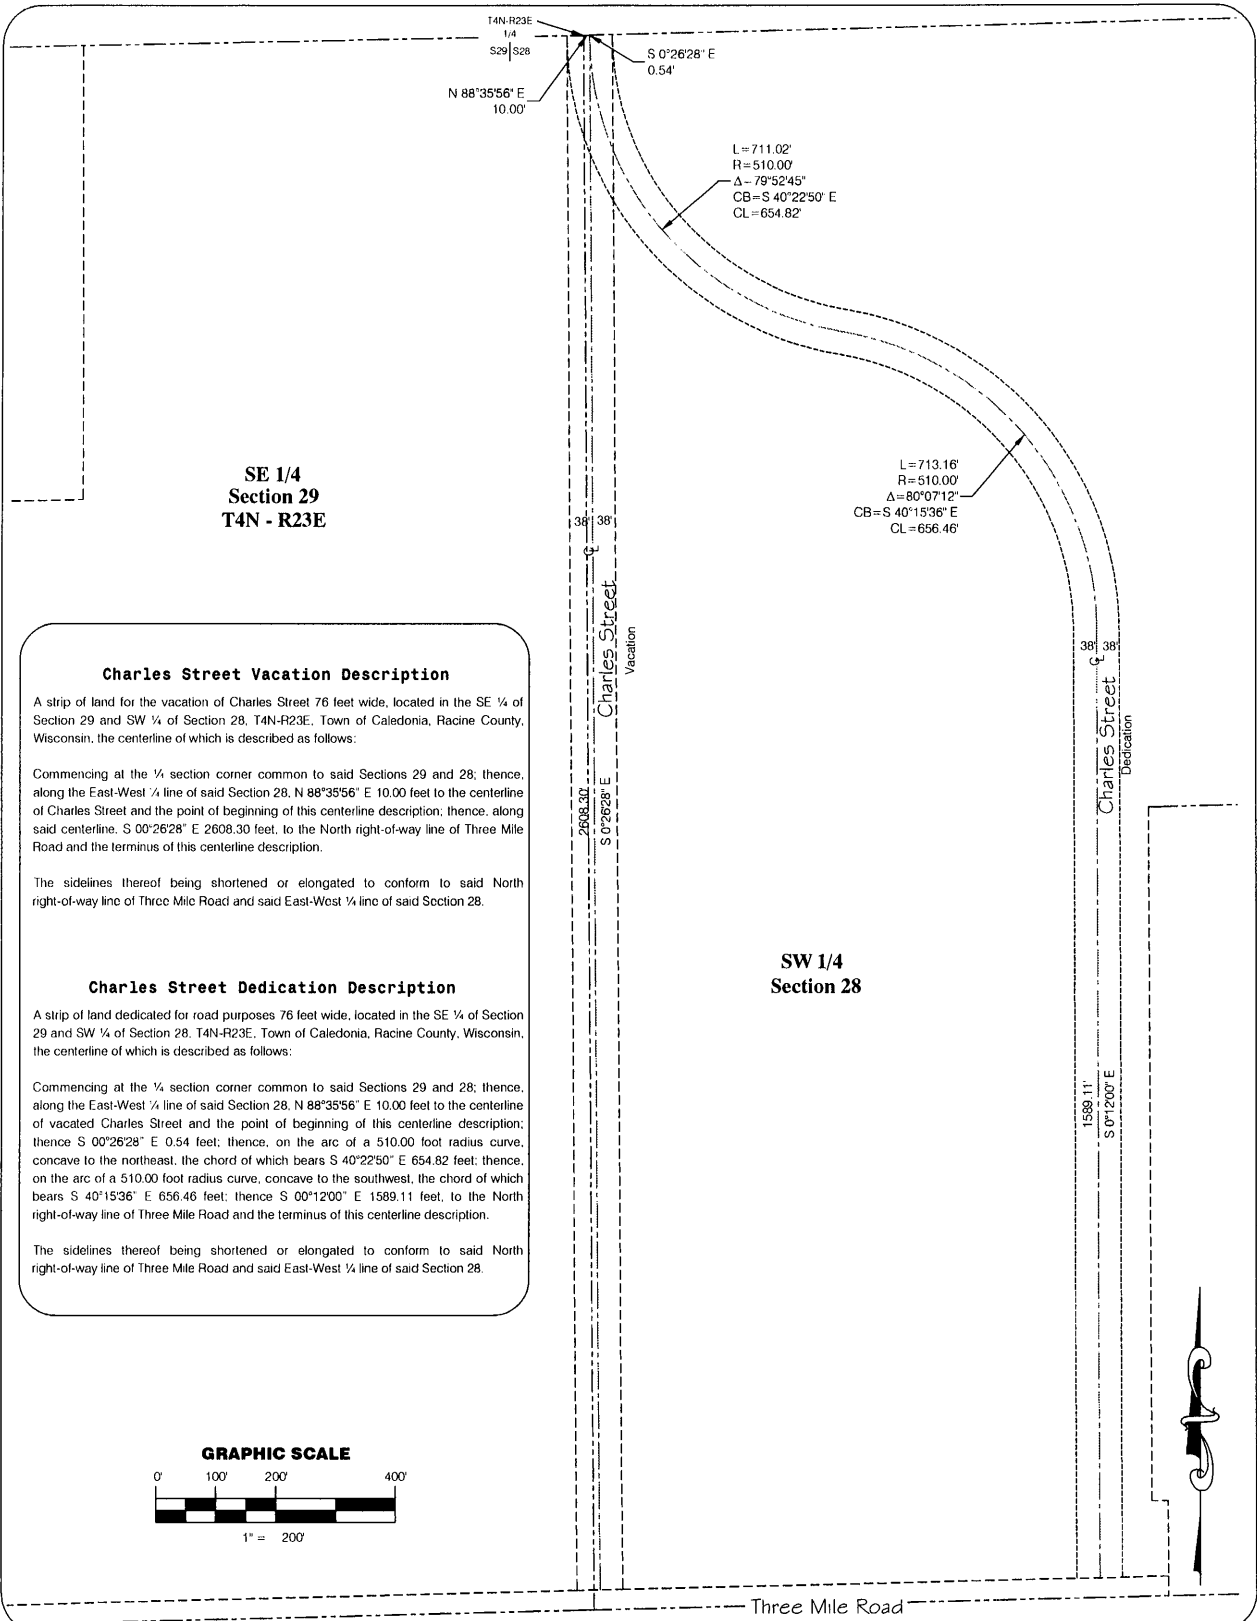 T4N-R23E
1/4
S29 S28
S 0°26'28" E
0.54'
N 88°35'56" E
10.00'
L=711.02'
R=510.00'
Δ=79°52'45"
CB=S 40°22'50" E
CL=654.82'
L=713.16'
R=510.00'
Δ=80°07'12"
CB=S 40°15'36" E
CL=656.46'
SE 1/4
Section 29
T4N - R23E
38' 38'
CL
Charles Street
Vacation
2608.30'
S 0°26'28" E
38' 38'
CL
Charles Street
Dedication
1589.11'
S 0°12'00" E
SW 1/4
Section 28
Charles Street Vacation Description
A strip of land for the vacation of Charles Street 76 feet wide, located in the SE ¼ of
Section 29 and SW ¼ of Section 28, T4N-R23E, Town of Caledonia, Racine County,
Wisconsin, the centerline of which is described as follows:
Commencing at the ¼ section corner common to said Sections 29 and 28; thence,
along the East-West ¼ line of said Section 28, N 88°35'56" E 10.00 feet to the centerline
of Charles Street and the point of beginning of this centerline description; thence, along
said centerline, S 00°26'28" E 2608.30 feet, to the North right-of-way line of Three Mile
Road and the terminus of this centerline description.
The sidelines thereof being shortened or elongated to conform to said North
right-of-way line of Three Mile Road and said East-West ¼ line of said Section 28.
Charles Street Dedication Description
A strip of land dedicated for road purposes 76 feet wide, located in the SE ¼ of Section
29 and SW ¼ of Section 28, T4N-R23E, Town of Caledonia, Racine County, Wisconsin,
the centerline of which is described as follows:
Commencing at the ¼ section corner common to said Sections 29 and 28; thence,
along the East-West ¼ line of said Section 28, N 88°35'56" E 10.00 feet to the centerline
of vacated Charles Street and the point of beginning of this centerline description;
thence S 00°26'28" E 0.54 feet; thence, on the arc of a 510.00 foot radius curve,
concave to the northeast, the chord of which bears S 40°22'50" E 654.82 feet; thence,
on the arc of a 510.00 foot radius curve, concave to the southwest, the chord of which
bears S 40°15'36" E 656.46 feet; thence S 00°12'00" E 1589.11 feet, to the North
right-of-way line of Three Mile Road and the terminus of this centerline description.
The sidelines thereof being shortened or elongated to conform to said North
right-of-way line of Three Mile Road and said East-West ¼ line of said Section 28.
GRAPHIC SCALE
0' 100' 200' 400'
1" = 200'
Three Mile Road